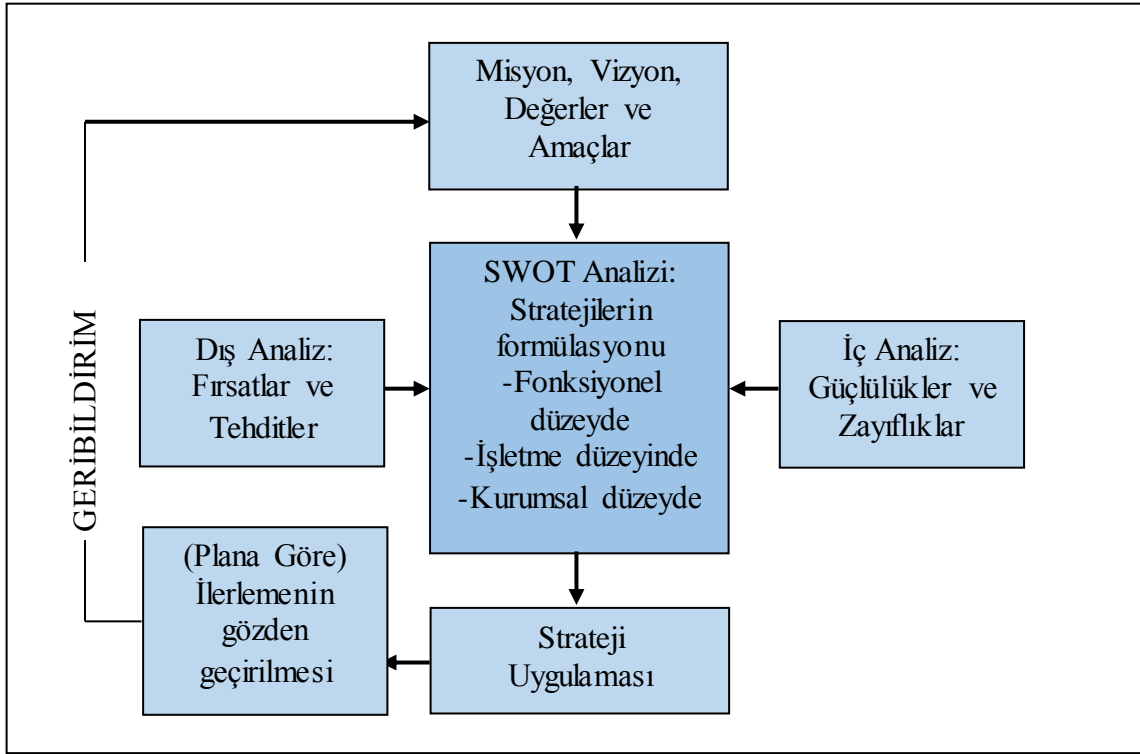 Misyon, Vizyon,
Değerler ve
Amaçlar
SWOT Analizi:
Stratejilerin
formülasyonu
-Fonksiyonel
düzeyde
-İşletme düzeyinde
-Kurumsal düzeyde
Dış Analiz:
Fırsatlar ve
Tehditler
İç Analiz:
Güçlülükler ve
Zayıflıklar
GERİBİLDİRİM
(Plana Göre)
İlerlemenin
gözden
geçirilmesi
Strateji
Uygulaması